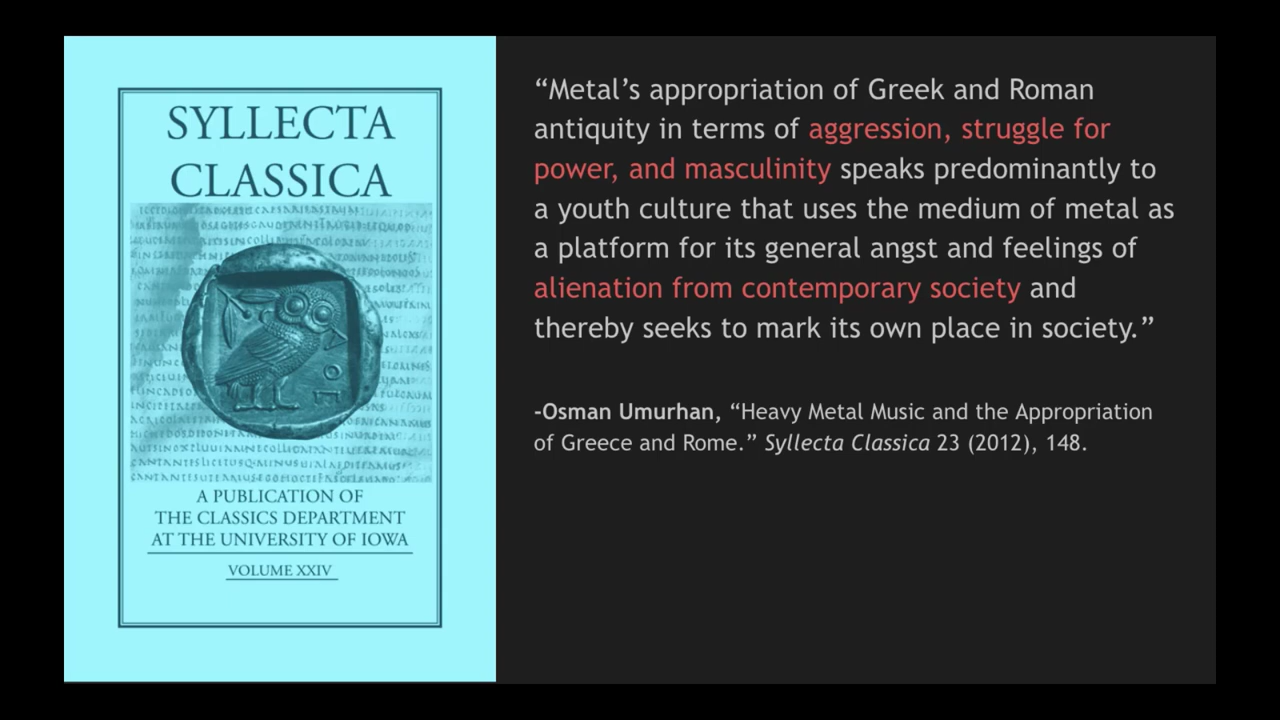 SYLLECTA
CLASSICA
A PUBLICATION OF
THE CLASSICS DEPARTMENT
AT THE UNIVERSITY OF IOWA
VOLUME XXIV
“Metal’s appropriation of Greek and Roman
antiquity in terms of aggression, struggle for
power, and masculinity speaks predominantly to
a youth culture that uses the medium of metal as
a platform for its general angst and feelings of
alienation from contemporary society and
thereby seeks to mark its own place in society.”
-Osman Umurhan, “Heavy Metal Music and the Appropriation
of Greece and Rome.” Syllecta Classica 23 (2012), 148.